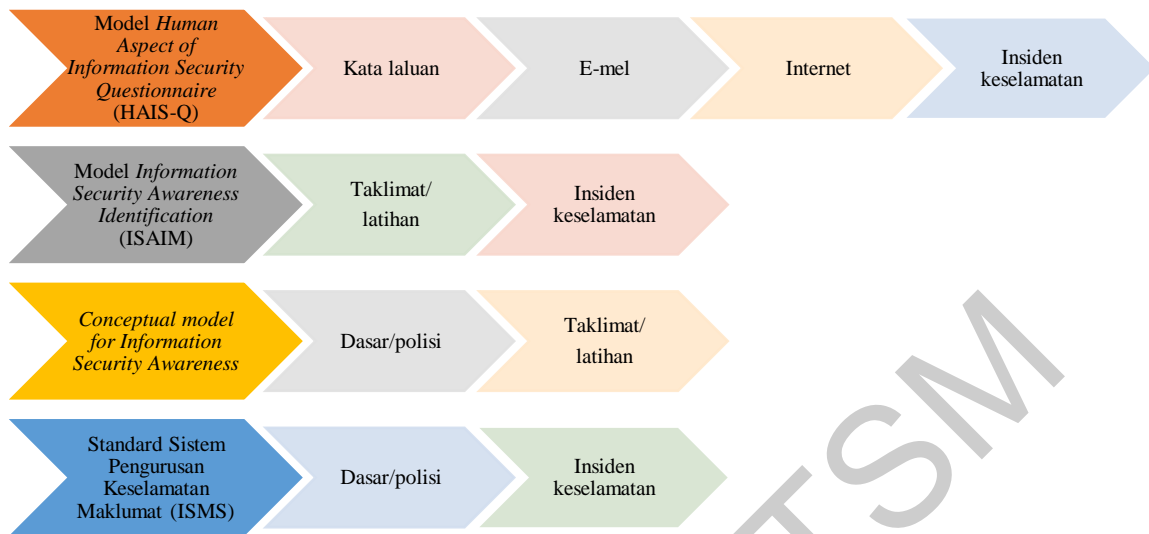 Model Human
Aspect of
Information Security
Questionnaire
(HAIS-Q)
Kata laluan
E-mel
Internet
Insiden
keselamatan
Model Information
Security Awareness
Identification
(ISAIM)
Taklimat/
latihan
Insiden
keselamatan
Conceptual model
for Information
Security Awareness
Dasar/polisi
Taklimat/
latihan
Standard Sistem
Pengurusan
Keselamatan
Maklumat (ISMS)
Dasar/polisi
Insiden
keselamatan
TSM